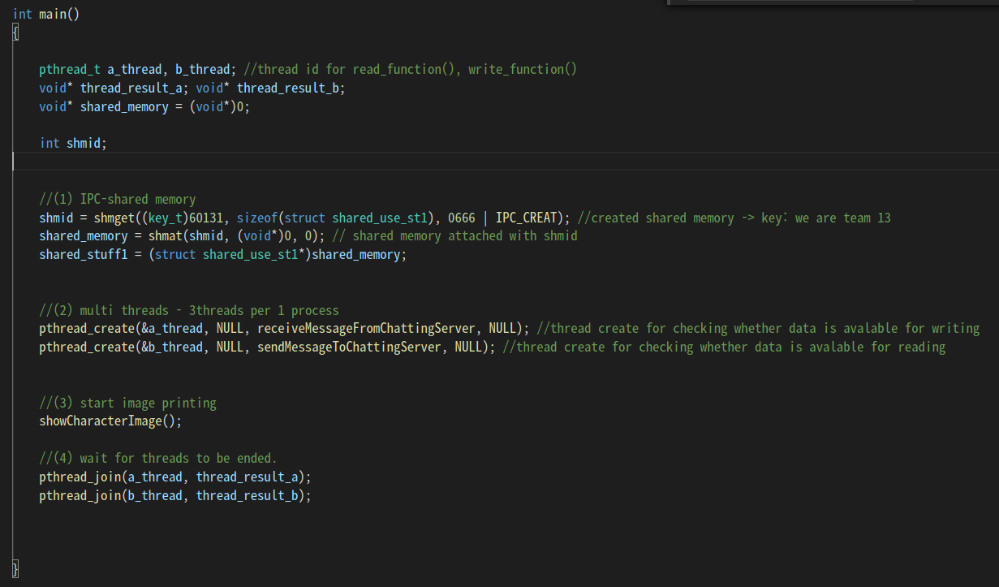 int main()
{
pthread_t a_thread, b_thread; //thread id for read_function(), write_function()
void* thread_result_a; void* thread_result_b;
void* shared_memory = (void*)0;
int shmid;
//(1) IPC-shared memory
shmid = shmget((key_t)60131, sizeof(struct shared_use_st1), 0666 | IPC_CREAT); //created shared memory -> key: we are team 13
shared_memory = shmat(shmid, (void*)0, 0); // shared memory attached with shmid
shared_stuff1 = (struct shared_use_st1*)shared_memory;
//(2) multi threads - 3threads per 1 process
pthread_create(&a_thread, NULL, receiveMessageFromChattingServer, NULL); //thread create for checking whether data is avalable for writing
pthread_create(&b_thread, NULL, sendMessageToChattingServer, NULL); //thread create for checking whether data is avalable for reading
//(3) start image printing
showCharacterImage();
//(4) wait for threads to be ended.
pthread_join(a_thread, thread_result_a);
pthread_join(b_thread, thread_result_b);
}